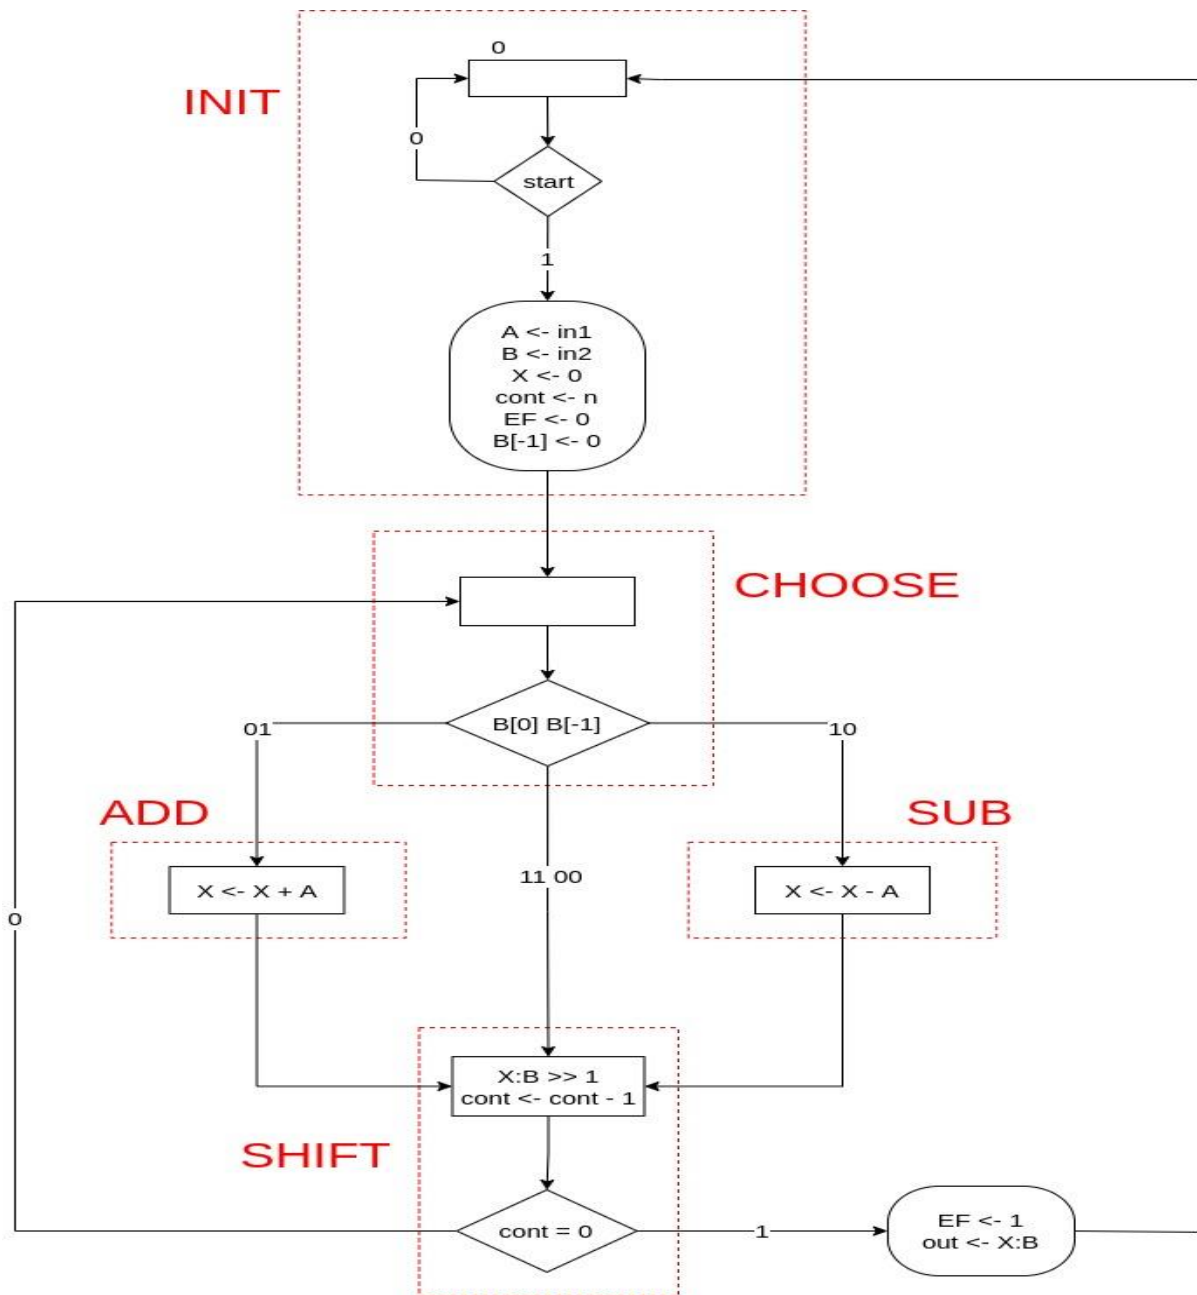 0
INIT
0
start
1
A <- in1
B <- in2
X <- 0
cont <- n
EF <- 0
B[-1] <- 0
CHOOSE
B[0] B[-1]
01
10
ADD
SUB
X <- X + A
11 00
X <- X - A
0
X:B >> 1
cont <- cont - 1
SHIFT
cont = 0
1
EF <- 1
out <- X:B